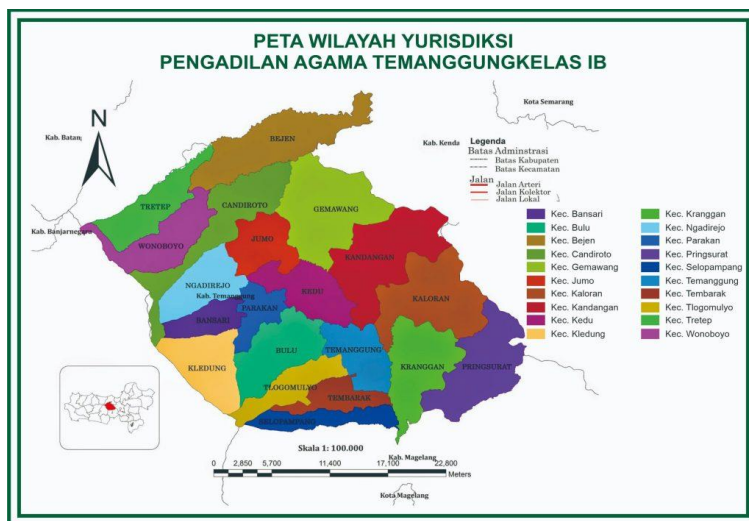 PETA WILAYAH YURISDIKSI
PENGADILAN AGAMA TEMANGGUNGKELAS IB
Kota Semarang
N
Kab. Batan
BEJEN
Kab. Kenda
Legenda
Batas Adminstrasi
Batas Kabupaten
Batas Kecamatan
Jalan
Jalan Arteri
Jalan Kolektor
Jalan Lokal
TRETEP
CANDIROTO
GEMAWANG
Kab. Banjarnegara
WONOBOYO
JUMO
KANDANGAN
NGADIREJO
Kab. Temanggung
KEDU
KALORAN
PARAKAN
BANSARI
BULU
TEMANGGUNG
KLEDUNG
KRANGGAN
PRINGSURAT
TLOGOMULYO
TEMBARAK
SELOPAMPANG
Kec. Bansari
Kec. Bulu
Kec. Bejen
Kec. Candiroto
Kec. Gemawang
Kec. Jumo
Kec. Kaloran
Kec. Kandangan
Kec. Kedu
Kec. Kledung
Kec. Kranggan
Kec. Ngadirejo
Kec. Parakan
Kec. Pringsurat
Kec. Selopampang
Kec. Temanggung
Kec. Tembarak
Kec. Tlogomulyo
Kec. Tretep
Kec. Wonoboyo
Skala 1: 100.000
Kab. Magelang
0 2,850 5,700 11,400 17,100 22,800
Meters
Kota Magelang